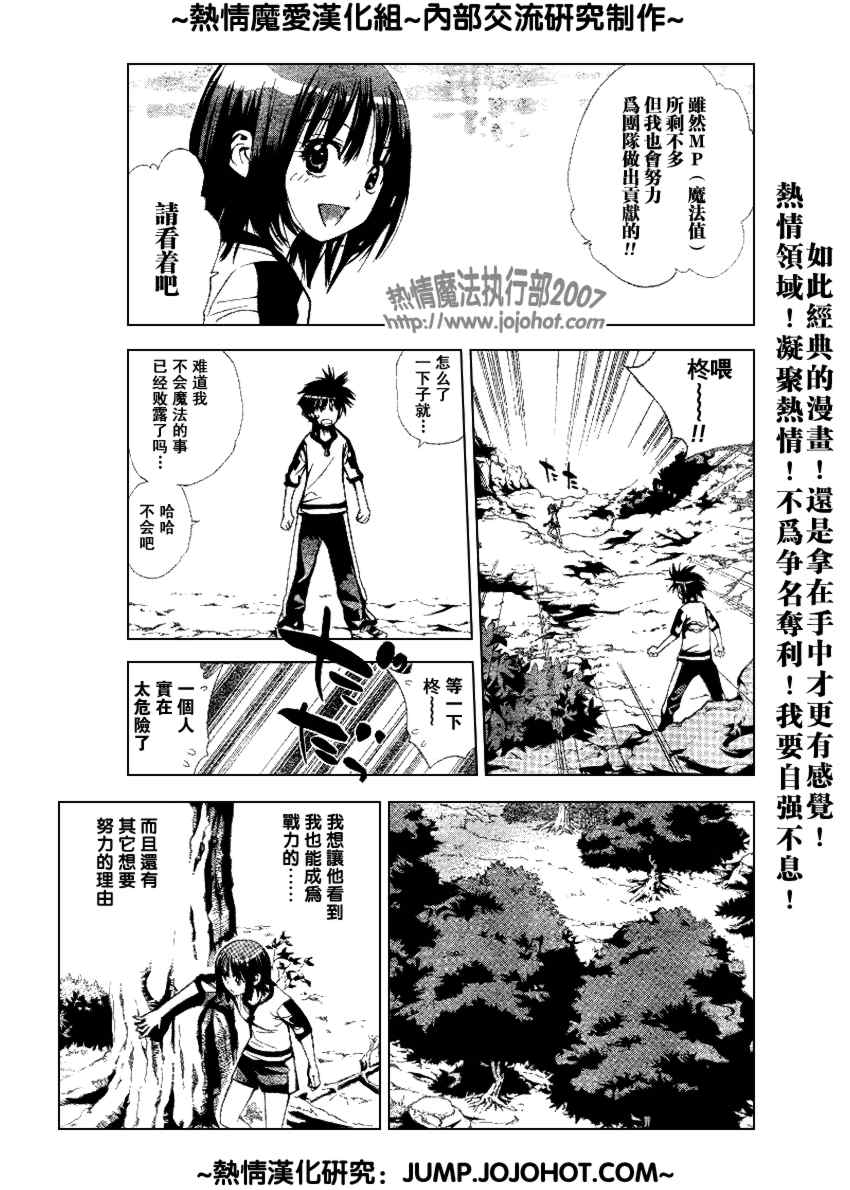 ~熱情魔愛漢化組~內部交流研究制作~
雖然MP（魔法值）
所剩不多
但我也會努力
爲團隊做出貢獻的!!
請看着吧
熱情魔法执行部2007
http://www.jojohot.com
如此經典的漫畫！還是拿在手中才更有感覺！
熱情領域！凝聚熱情！不爲争名奪利！我要自强不息！
喂
柊～～～!!
たたっ
怎么了
一下子就…
难道我
不会魔法的事
已经败露了吗…
哈哈
不会吧
等一下
柊～～
一個人
實在
太危險了
我想讓他看到
我也能成為
戰力的……
而且還有
其它想要
努力的理由
~熱情漢化研究：JUMP.JOJOHOT.COM~